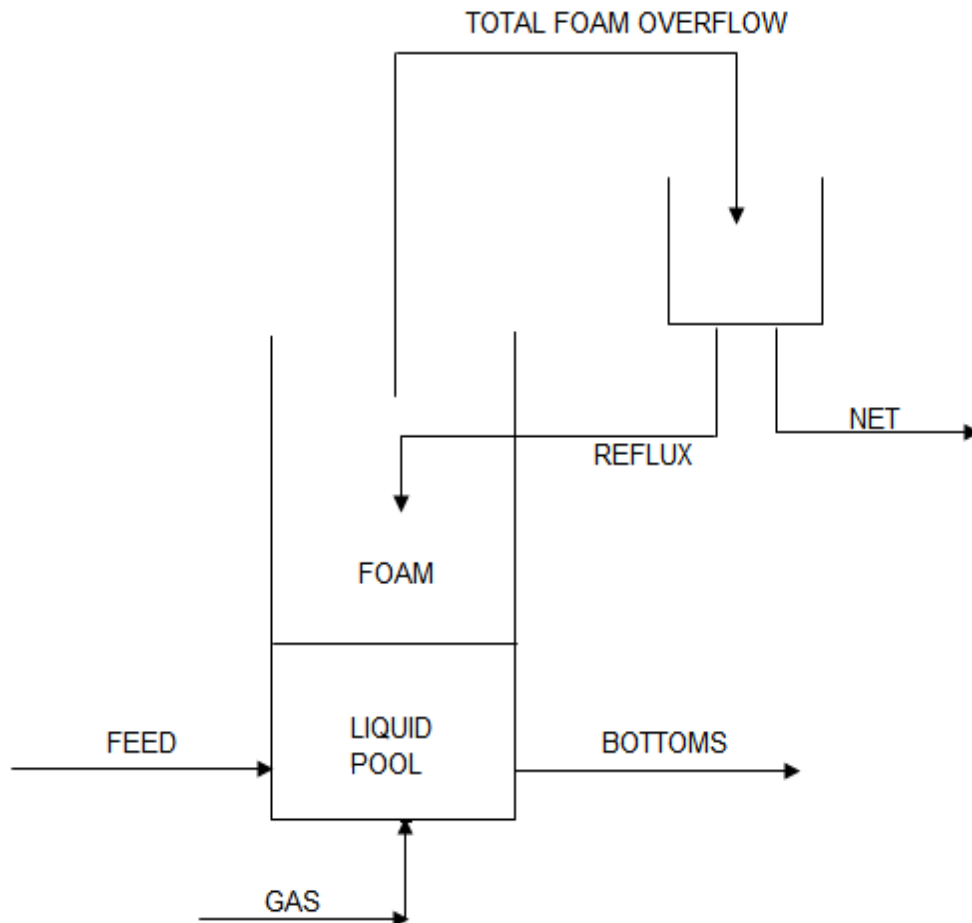 TOTAL FOAM OVERFLOW
NET
REFLUX
FOAM
LIQUID
POOL
FEED
BOTTOMS
GAS